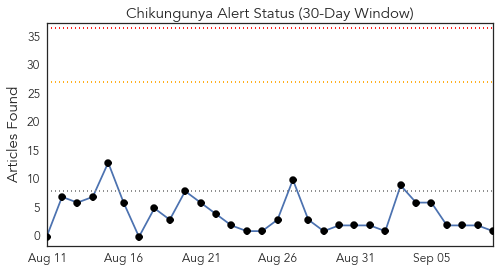 Chikungunya Alert Status (30-Day Window)
Articles Found
35
30
25
20
15
10
5
0
Aug 11 Aug 16 Aug 21 Aug 26 Aug 31 Sep 05